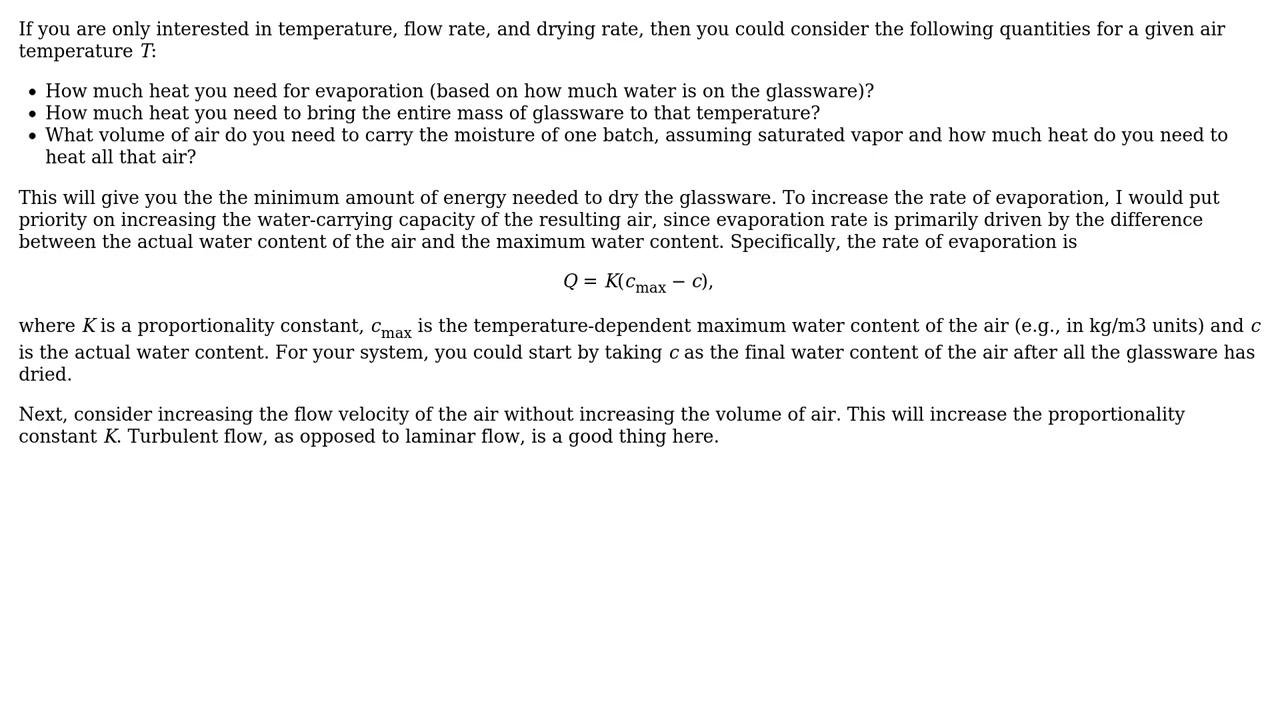 If you are only interested in temperature, flow rate, and drying rate, then you could consider the following quantities for a given air
temperature T:
• How much heat you need for evaporation (based on how much water is on the glassware)?
• How much heat you need to bring the entire mass of glassware to that temperature?
• What volume of air do you need to carry the moisture of one batch, assuming saturated vapor and how much heat do you need to
heat all that air?
This will give you the the minimum amount of energy needed to dry the glassware. To increase the rate of evaporation, I would put
priority on increasing the water-carrying capacity of the resulting air, since evaporation rate is primarily driven by the difference
between the actual water content of the air and the maximum water content. Specifically, the rate of evaporation is
Q = K(c_max − c),
where K is a proportionality constant, c_max is the temperature-dependent maximum water content of the air (e.g., in kg/m3 units) and c
is the actual water content. For your system, you could start by taking c as the final water content of the air after all the glassware has
dried.
Next, consider increasing the flow velocity of the air without increasing the volume of air. This will increase the proportionality
constant K. Turbulent flow, as opposed to laminar flow, is a good thing here.